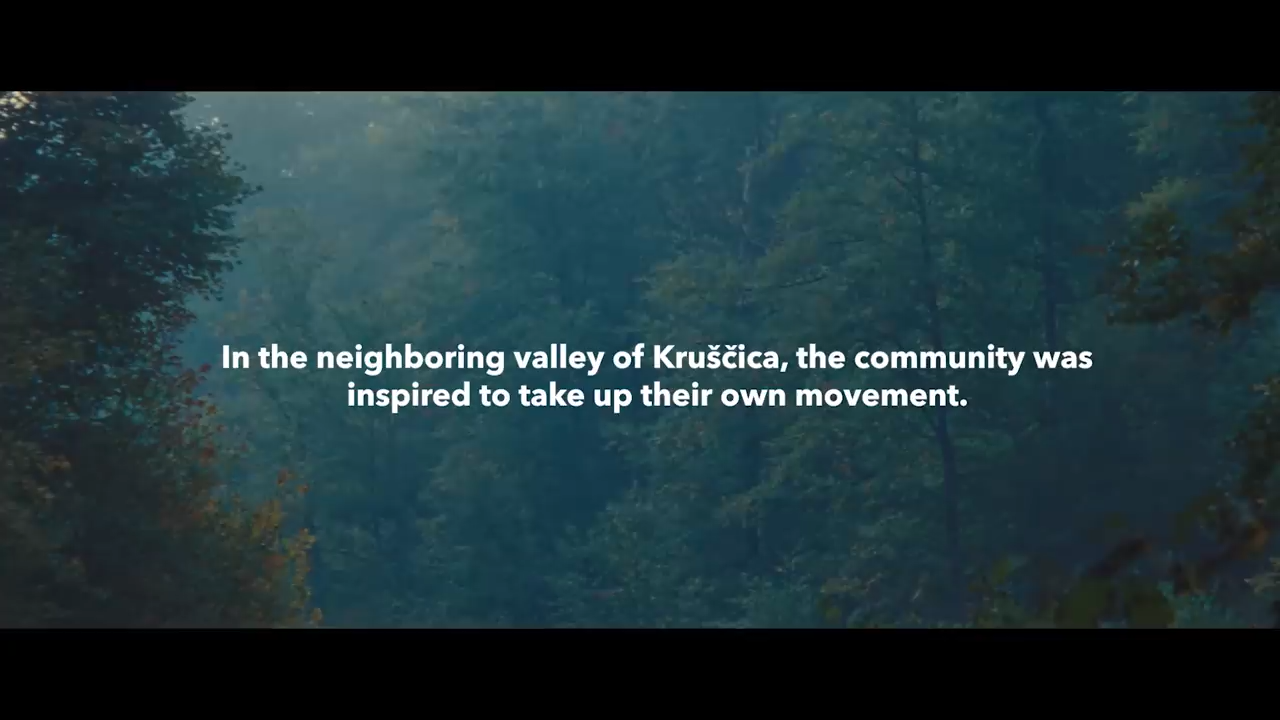 In the neighboring valley of Kruščica, the community was
inspired to take up their own movement.